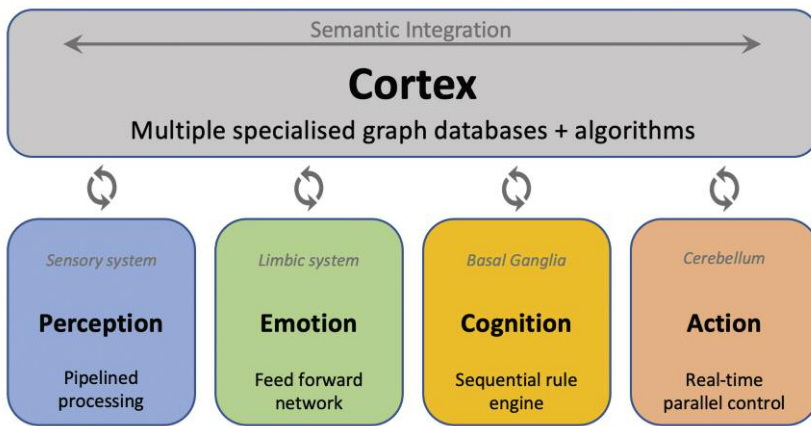 Semantic Integration
Cortex
Multiple specialised graph databases + algorithms
Sensory system
Perception
Pipelined
processing
Limbic system
Emotion
Feed forward
network
Basal Ganglia
Cognition
Sequential rule
engine
Cerebellum
Action
Real-time
parallel control